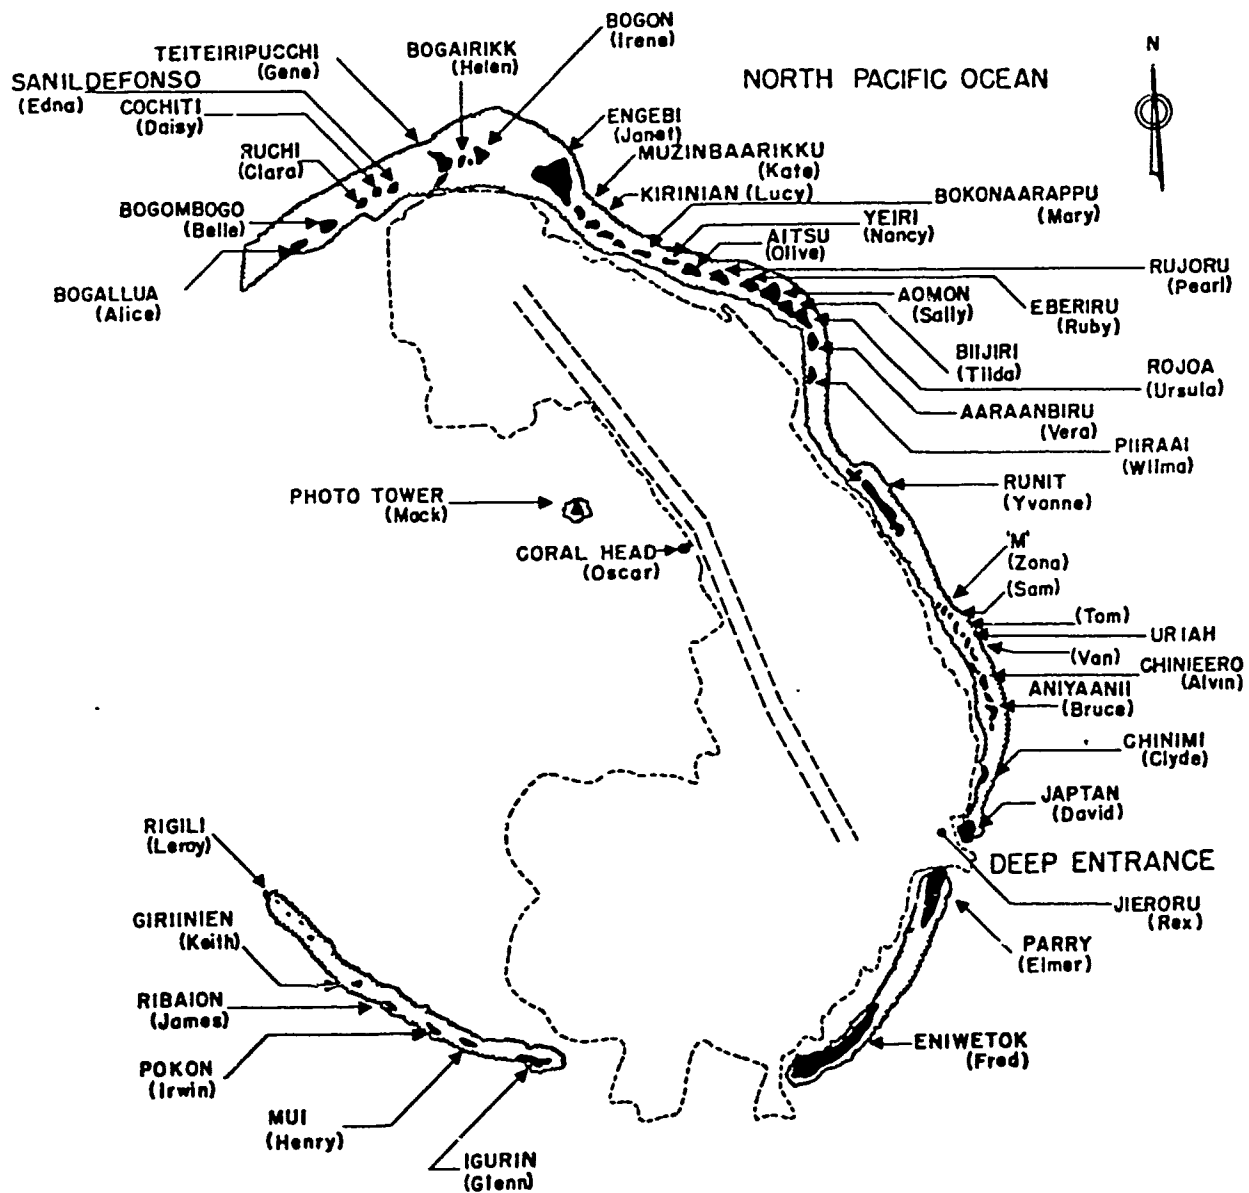 BOGON
(Irene)
TEITEIRIPUCCHI
(Gene)
BOGAIRIKK
(Helen)
N
NORTH PACIFIC OCEAN
SANILDEFONSO
(Edna)
COCHITI
(Daisy)
ENGEBI
(Janet)
RUCHI
(Clara)
MUZINBAARIKKU
(Kate)
KIRINIAN (Lucy)
BOKONAARAPPU
(Mary)
BOGOMBOGO
(Belle)
YEIRI
(Nancy)
AITSU
(Olive)
RUJORU
(Pearl)
BOGALLUA
(Alice)
AOMON
(Sally)
EBERIRU
(Ruby)
BIIJIRI
(Tilda)
ROJOA
(Ursula)
AARAANBIRU
(Vera)
PIIRAAI
(Wilma)
RUNIT
(Yvonne)
PHOTO TOWER
(Mack)
CORAL HEAD
(Oscar)
'M'
(Zona)
(Sam)
(Tom)
URIAH
(Van)
CHINIEERO
(Alvin)
ANIYAANII
(Bruce)
CHINIMI
(Clyde)
JAPTAN
(David)
RIGILI
(Leroy)
DEEP ENTRANCE
JIERORU
(Rex)
GIRIINIEN
(Keith)
PARRY
(Elmer)
RIBAION
(James)
ENIWETOK
(Fred)
POKON
(Irwin)
MUI
(Henry)
IGURIN
(Glenn)